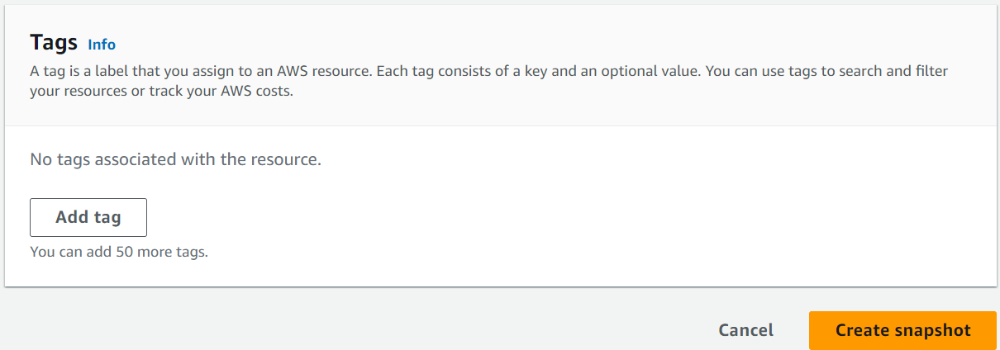 Tags Info
A tag is a label that you assign to an AWS resource. Each tag consists of a key and an optional value. You can use tags to search and filter
your resources or track your AWS costs.
No tags associated with the resource.
Add tag
You can add 50 more tags.
Cancel Create snapshot